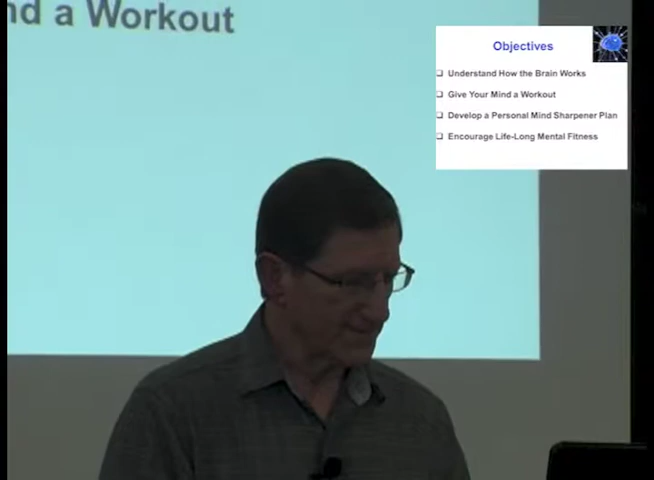 nd a Workout
Objectives
Understand How the Brain Works
Give Your Mind a Workout
Develop a Personal Mind Sharpener Plan
Encourage Life-Long Mental Fitness